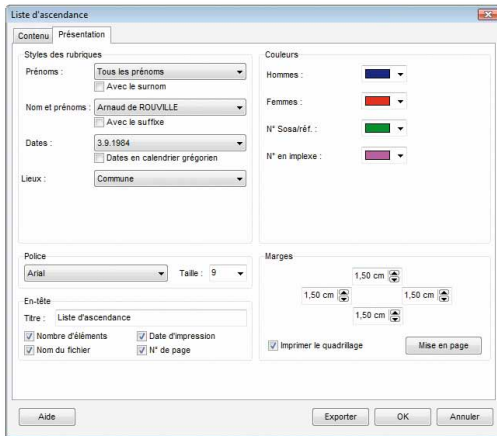 Liste d'ascendance
Contenu
Présentation
Styles des rubriques
Prénoms :
Tous les prénoms
Avec le surnom
Nom et prénoms :
Arnaud de ROUVILLE
Avec le suffixe
Dates :
3.9.1984
Dates en calendrier grégorien
Lieux :
Commune
Couleurs
Hommes :
Femmes :
N° Sosa/réf. :
N° en implexe :
Police
Arial
Taille :
9
En-tête
Titre :
Liste d'ascendance
Nombre d'éléments
Date d'impression
Nom du fichier
N° de page
Marges
1,50 cm
1,50 cm
1,50 cm
1,50 cm
Imprimer le quadrillage
Mise en page
Aide
Exporter
OK
Annuler